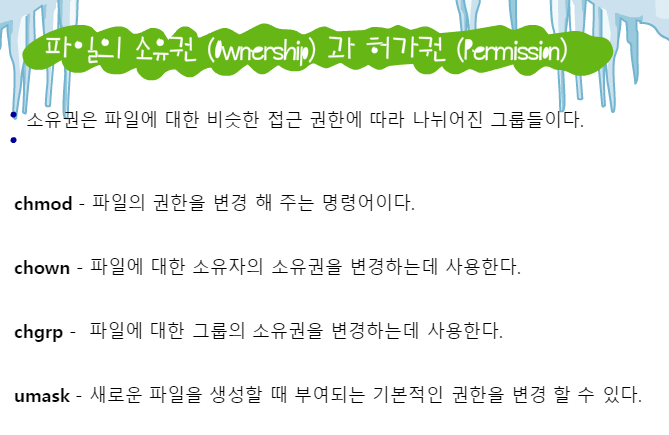 파일의 소유권 (Ownership) 과 허가권 (Permission)
소유권은 파일에 대한 비슷한 접근 권한에 따라 나뉘어진 그룹들이다.
chmod - 파일의 권한을 변경 해 주는 명령어이다.
chown - 파일에 대한 소유자의 소유권을 변경하는데 사용한다.
chgrp - 파일에 대한 그룹의 소유권을 변경하는데 사용한다.
umask - 새로운 파일을 생성할 때 부여되는 기본적인 권한을 변경 할 수 있다.